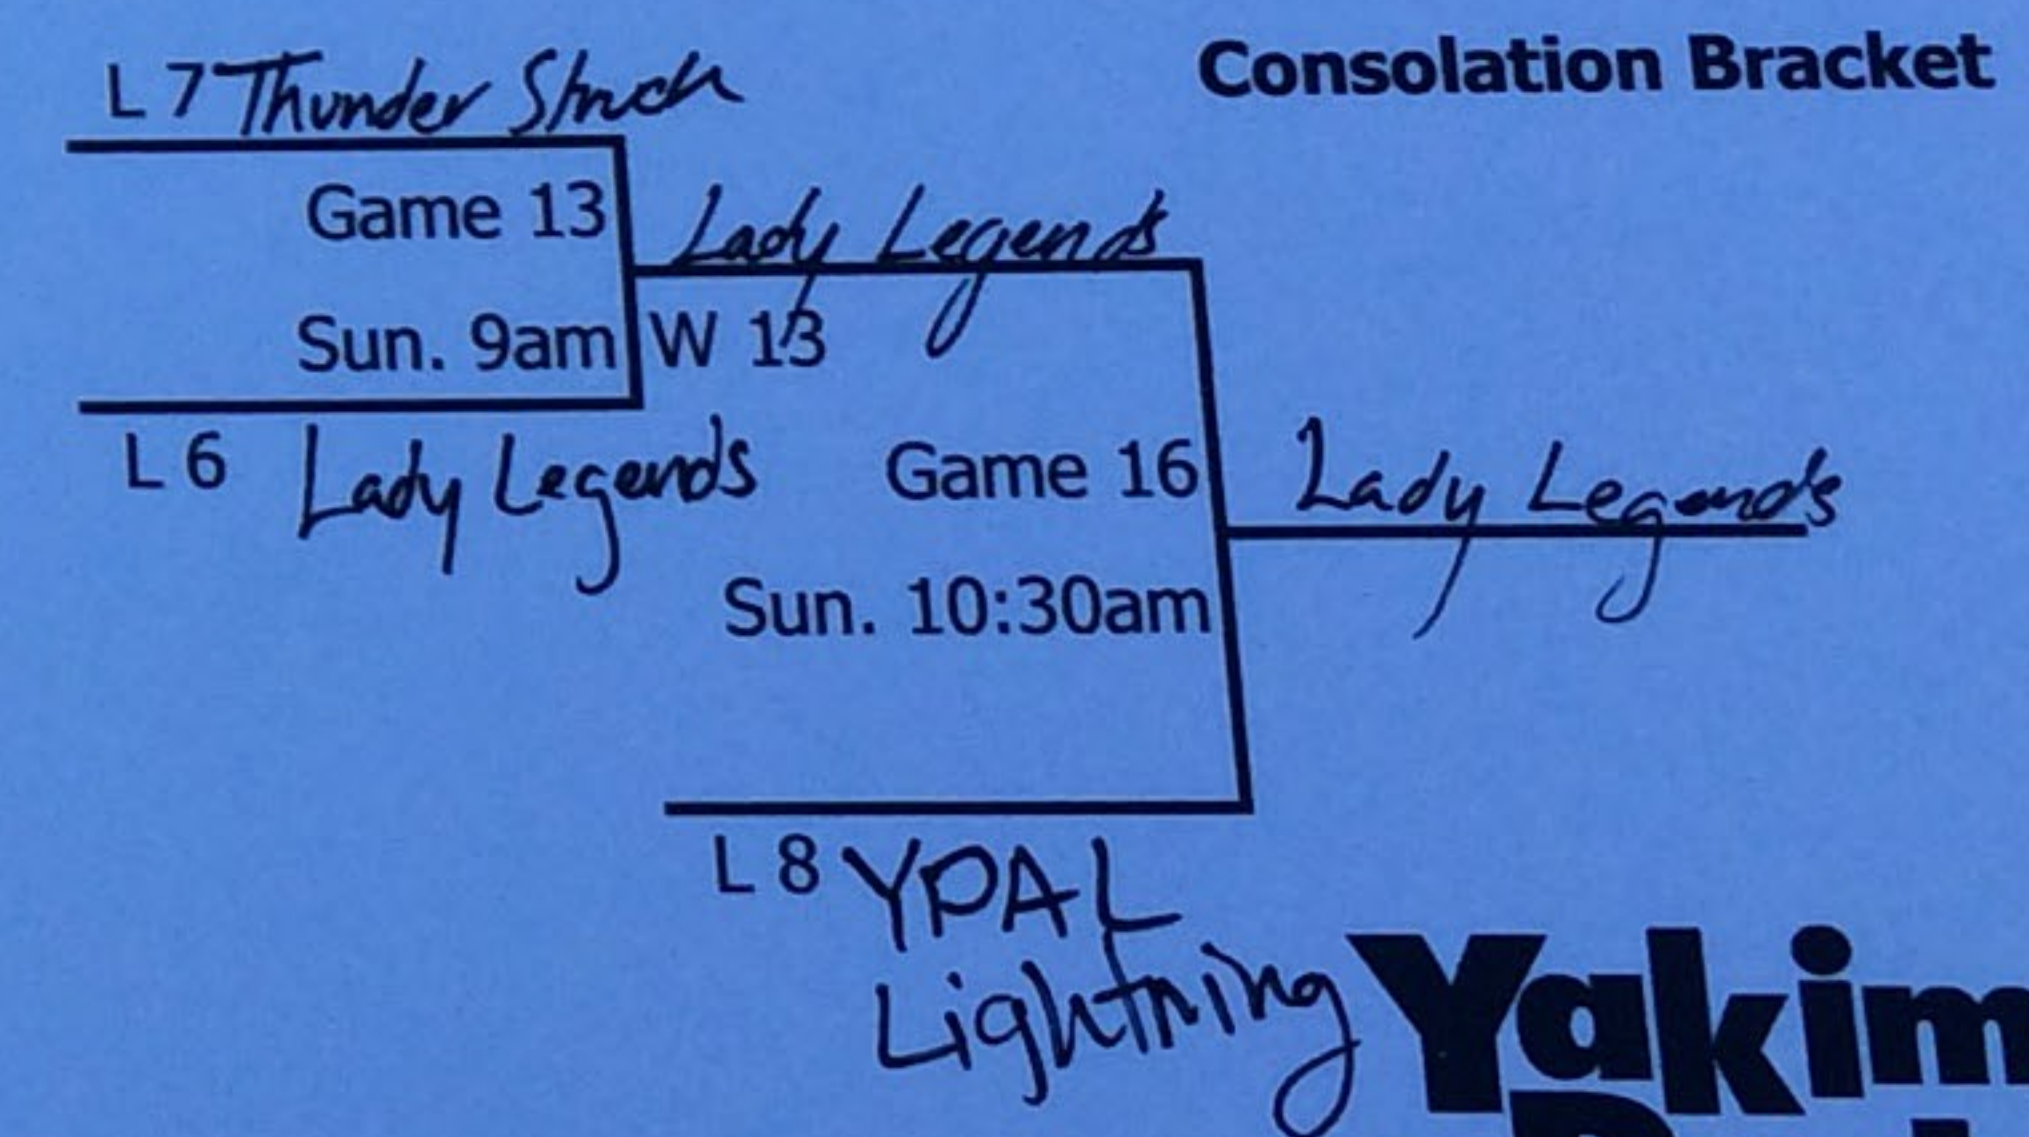 Consolation Bracket
L 7 Thunder Struck
Game 13
Lady Legends
Sun. 9am
W 13
L 6 Lady Legends
Game 16
Lady Legends
Sun. 10:30am
L 8 YPAL
Lightning
Yakim